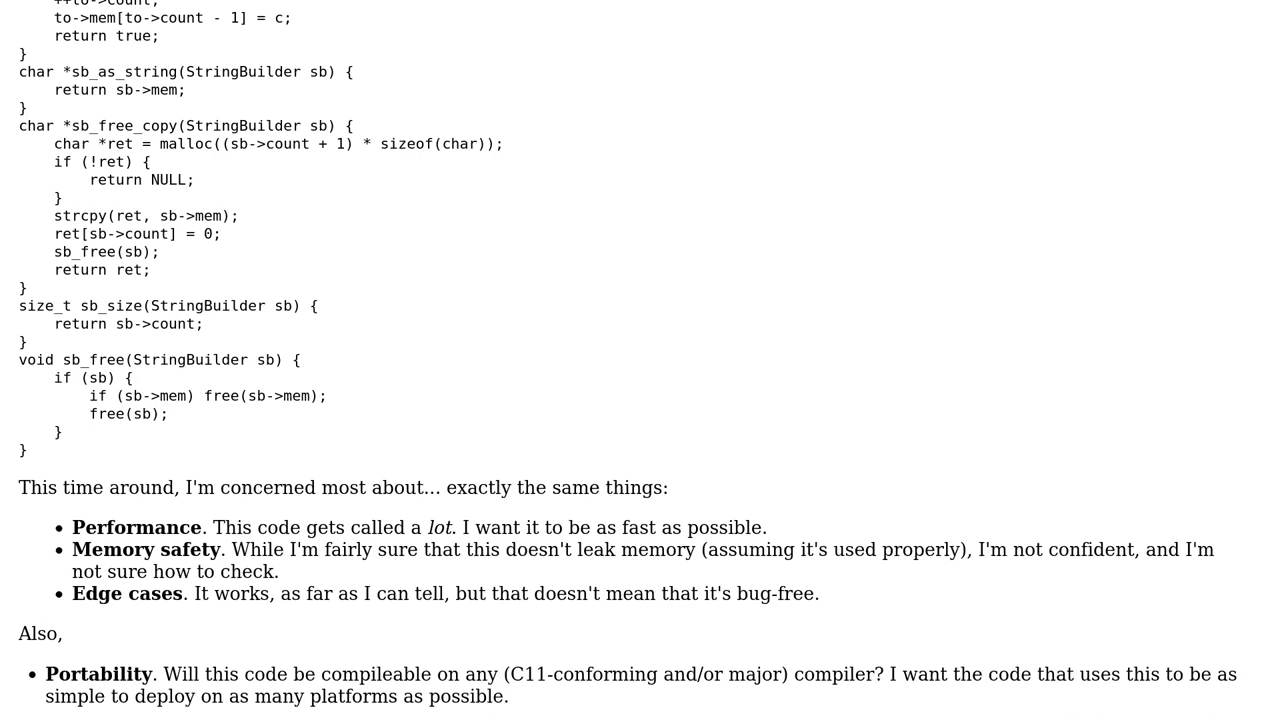 ++to->count;
    to->mem[to->count - 1] = c;
    return true;
}
char *sb_as_string(StringBuilder sb) {
    return sb->mem;
}
char *sb_free_copy(StringBuilder sb) {
    char *ret = malloc((sb->count + 1) * sizeof(char));
    if (!ret) {
        return NULL;
    }
    strcpy(ret, sb->mem);
    ret[sb->count] = 0;
    sb_free(sb);
    return ret;
}
size_t sb_size(StringBuilder sb) {
    return sb->count;
}
void sb_free(StringBuilder sb) {
    if (sb) {
        if (sb->mem) free(sb->mem);
        free(sb);
    }
}
This time around, I'm concerned most about... exactly the same things:
• Performance. This code gets called a lot. I want it to be as fast as possible.
• Memory safety. While I'm fairly sure that this doesn't leak memory (assuming it's used properly), I'm not confident, and I'm
not sure how to check.
• Edge cases. It works, as far as I can tell, but that doesn't mean that it's bug-free.
Also,
• Portability. Will this code be compileable on any (C11-conforming and/or major) compiler? I want the code that uses this to be as
simple to deploy on as many platforms as possible.